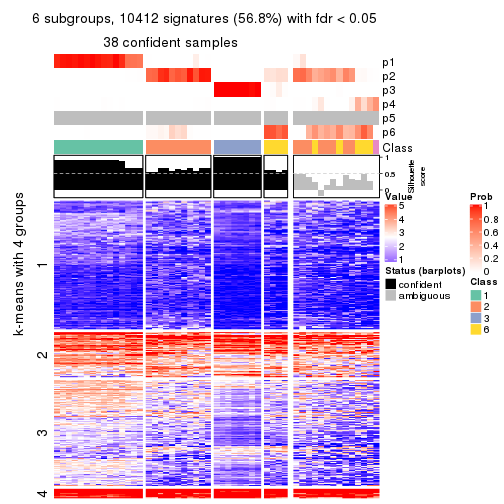 6 subgroups, 10412 signatures (56.8%) with fdr < 0.05
38 confident samples
p1
p2
p3
p4
p5
p6
Class
1
0.5
0
Silhouette
score
k-means with 4 groups
1
2
3
4
Value
5
4
3
2
1
Status (barplots)
confident
ambiguous
Prob
1
0.8
0.6
0.4
0.2
0
Class
1
2
3
6